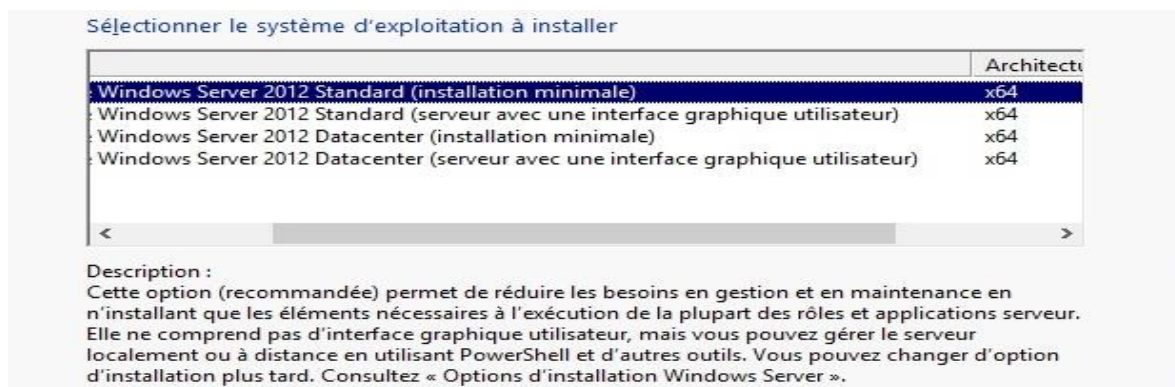 Sélectionner le système d'exploitation à installer
Architectu
Windows Server 2012 Standard (installation minimale) x64
Windows Server 2012 Standard (serveur avec une interface graphique utilisateur) x64
Windows Server 2012 Datacenter (installation minimale) x64
Windows Server 2012 Datacenter (serveur avec une interface graphique utilisateur) x64
Description :
Cette option (recommandée) permet de réduire les besoins en gestion et en maintenance en
n'installant que les éléments nécessaires à l'exécution de la plupart des rôles et applications serveur.
Elle ne comprend pas d'interface graphique utilisateur, mais vous pouvez gérer le serveur
localement ou à distance en utilisant PowerShell et d'autres outils. Vous pouvez changer d'option
d'installation plus tard. Consultez « Options d'installation Windows Server ».